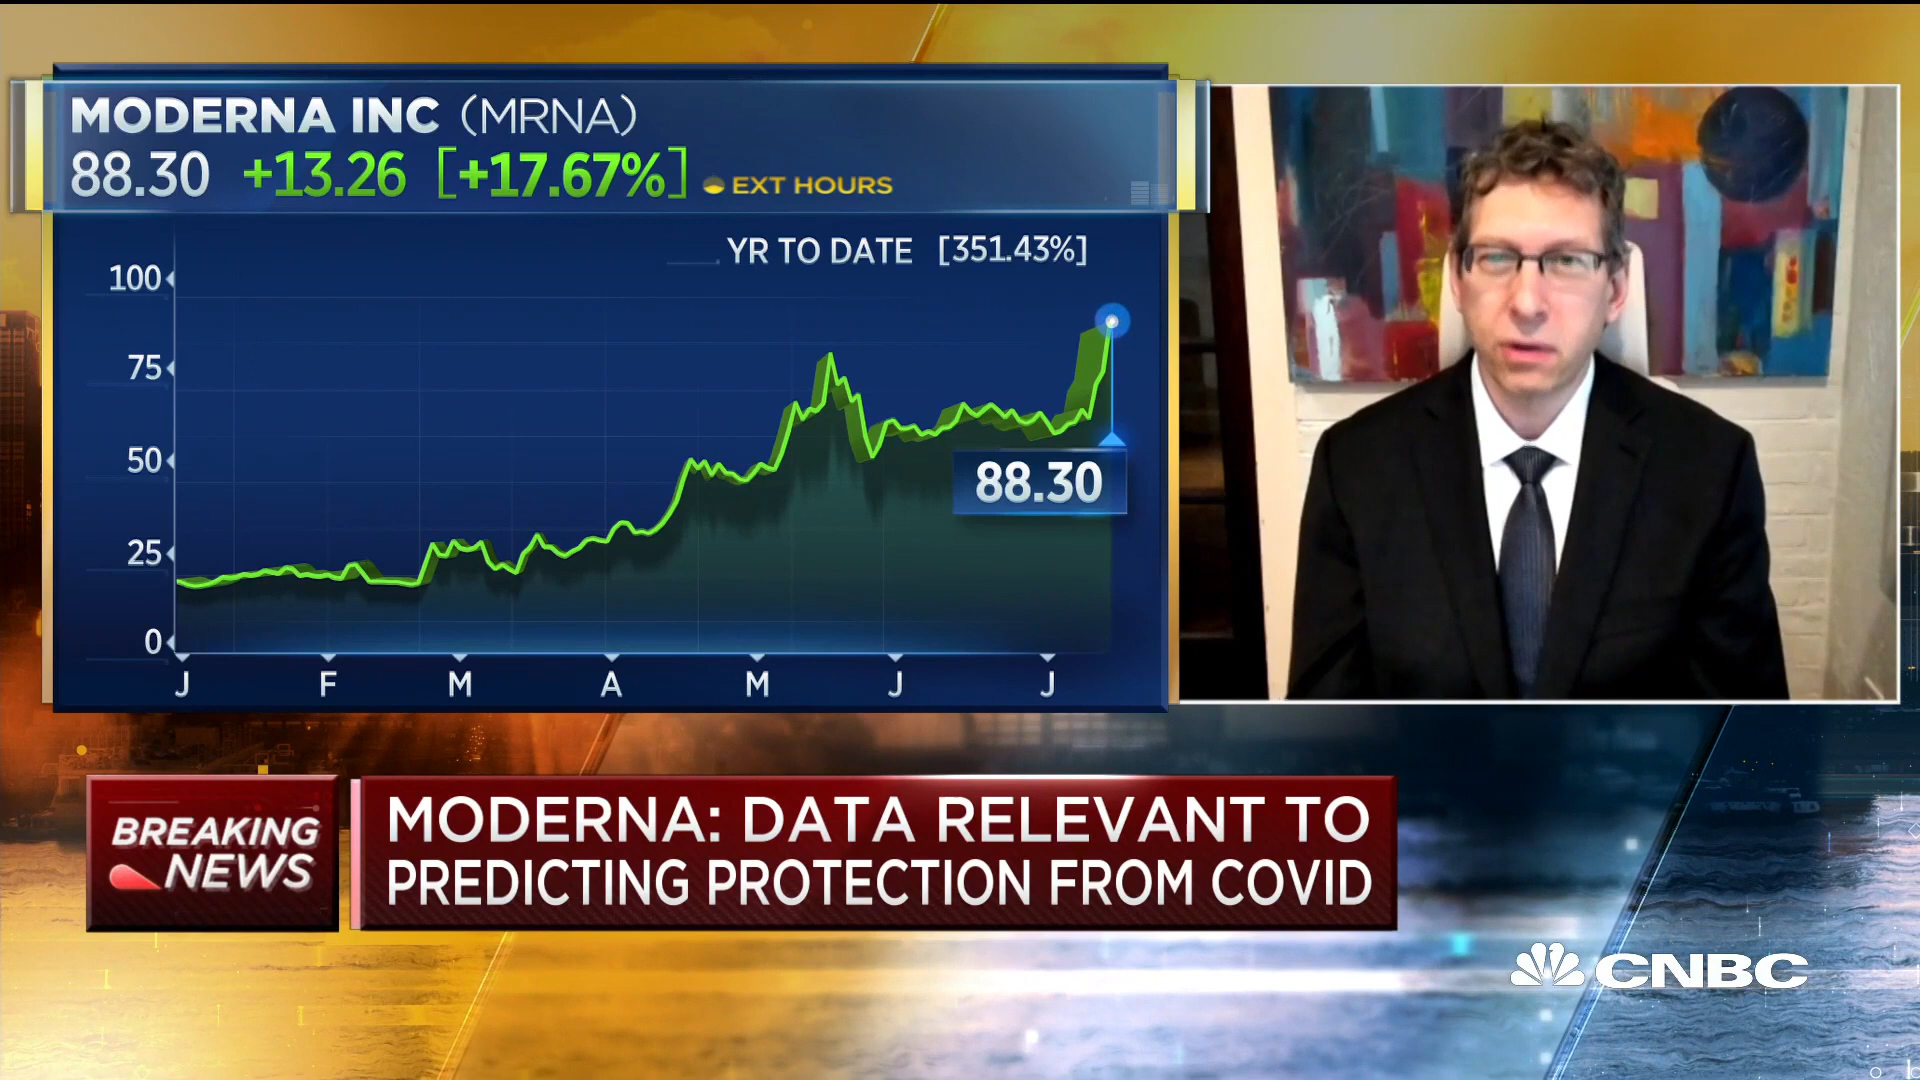 MODERNA INC (MRNA)
88.30 +13.26 [+17.67%] EXT HOURS
YR TO DATE [351.43%]
100
75
50
25
0
88.30
J F M A M J J
BREAKING
NEWS
MODERNA: DATA RELEVANT TO
PREDICTING PROTECTION FROM COVID
CNBC